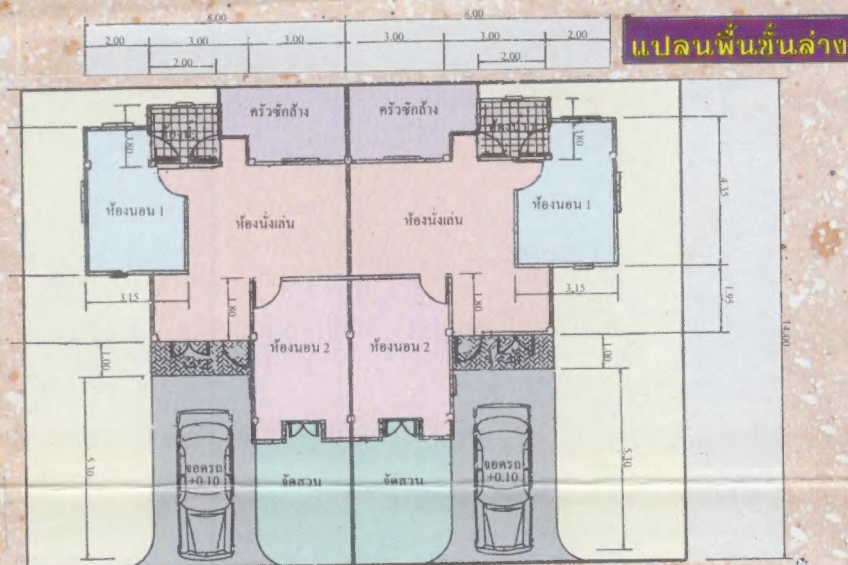 8.00 8.00
แปลนพื้นชั้นล่าง
2.00 3.00 3.00 3.00 3.00 2.00
2.00 2.00
ครัวซักล้าง ครัวซักล้าง
1.80 1.80
ห้องนอน 1 ห้องนั่งเล่น ห้องนั่งเล่น ห้องนอน 1
4.35
3.15 1.80 1.80 3.15 1.95
14.00
1.00 ห้องนอน 2 ห้องนอน 2 1.00
5.30 จอดรถ จัดสวน จัดสวน จอดรถ 5.30
+0.10 +0.10